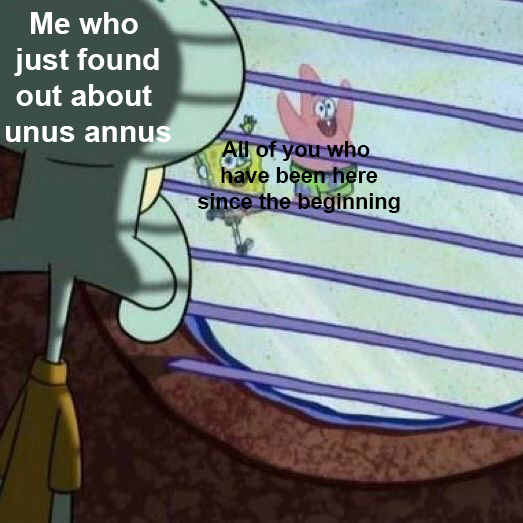 Me who
just found
out about
unus annus
All of you who
have been here
since the beginning